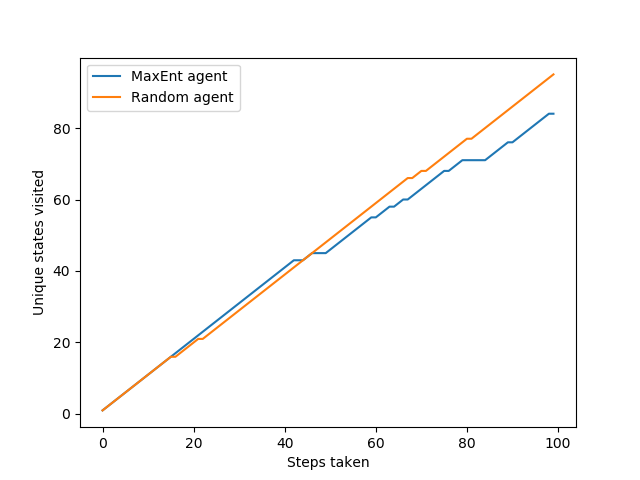 MaxEnt agent
Random agent
Unique states visited
80
60
40
20
0
0 20 40 60 80 100
Steps taken